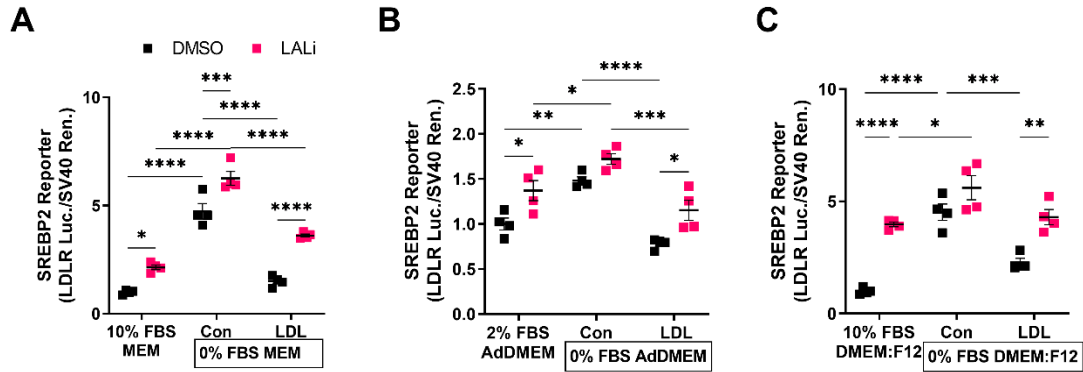 A
B
C
DMSO
LALi
SREBP2 Reporter
(LDLR Luc./SV40 Ren.)
10
5
0
***
****
****
****
****
****
*
10% FBS
MEM
Con
LDL
0% FBS MEM
SREBP2 Reporter
(LDLR Luc./SV40 Ren.)
2.5
2.0
1.5
1.0
0.5
0.0
****
*
**
***
*
*
2% FBS
AdDMEM
Con
LDL
0% FBS AdDMEM
SREBP2 Reporter
(LDLR Luc./SV40 Ren.)
10
5
0
****
***
****
*
**
10% FBS
DMEM:F12
Con
LDL
0% FBS DMEM:F12